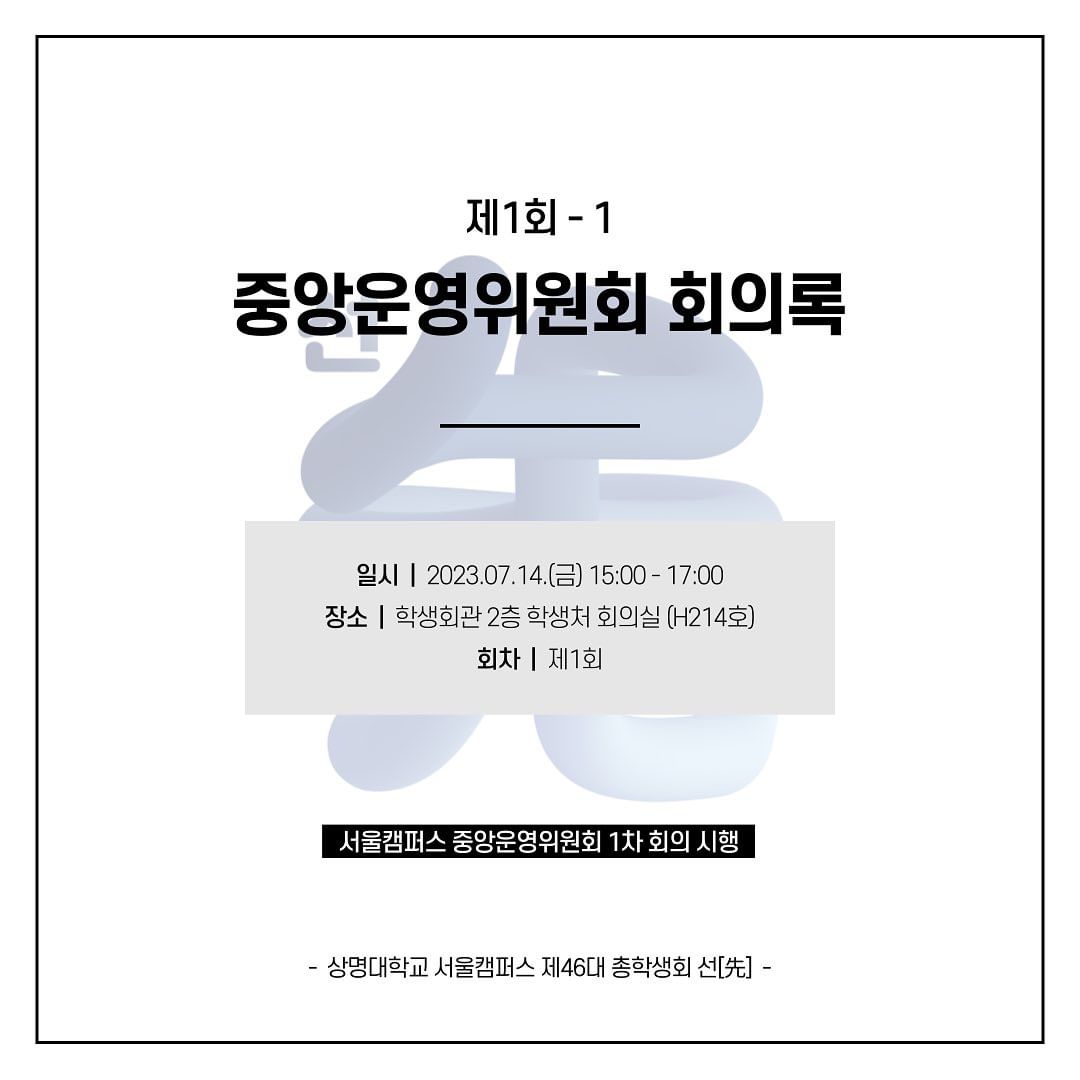 제1회 - 1
중앙운영위원회 회의록
선
일시 | 2023.07.14.(금) 15:00 - 17:00
장소 | 학생회관 2층 학생처 회의실 (H214호)
회차 | 제1회
서울캠퍼스 중앙운영위원회 1차 회의 시행
- 상명대학교 서울캠퍼스 제46대 총학생회 선[先] -